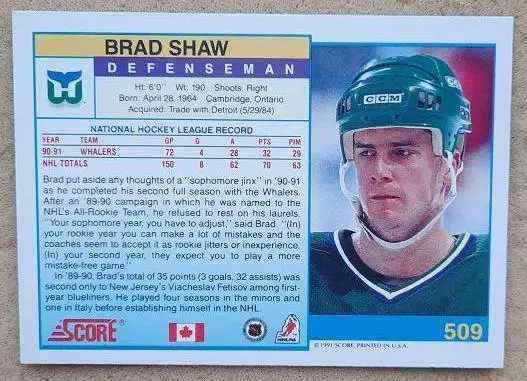 BRAD SHAW
DEFENSEMAN
Ht: 6'0" Wt: 190 Shoots: Right
Born: April 28, 1964 Cambridge, Ontario
Acquired: Trade with Detroit (5/29/84)
NATIONAL HOCKEY LEAGUE RECORD
YEAR TEAM GP G A PTS PIM
90-91 WHALERS 72 4 28 32 29
NHL TOTALS 150 8 62 70 63
Brad put aside any thoughts of a "sophomore jinx" in '90-91
as he completed his second full season with the Whalers.
After an '89-90 campaign in which he was named to the
NHL's All-Rookie Team, he refused to rest on his laurels.
"Your sophomore year, you have to adjust," said Brad. "(In)
your rookie year you can make a lot of mistakes and the
coaches seem to accept it as rookie jitters or inexperience.
(In) your second year, they expect you to play a more
mistake-free game."
In '89-90, Brad's total of 35 points (3 goals, 32 assists) was
second only to New Jersey's Viacheslav Fetisov among first-
year blueliners. He played four seasons in the minors and
one in Italy before establishing himself in the NHL.
SCORE®
NHL
NHLPA
CCM
509
© 1991 SCORE, PRINTED IN U.S.A.